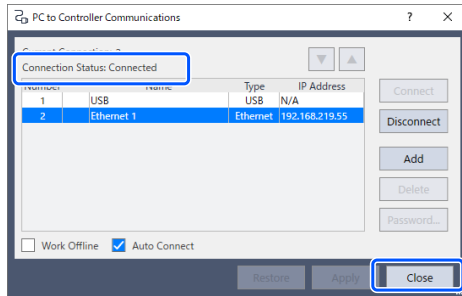 PC to Controller Communications
Connection Status: Connected
Number Name Type IP Address
1 USB USB N/A
2 Ethernet 1 Ethernet 192.168.219.55
Connect
Disconnect
Add
Delete
Password...
Work Offline Auto Connect
Restore Apply Close